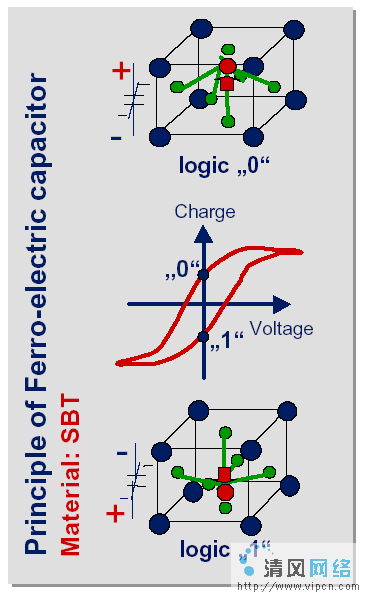 Principle of Ferro-electric capacitor
Material: SBT
+
-
logic „0“
Charge
„0“
Voltage
„1“
-
+
logic „1“
清风网络
http://www.vipcn.com